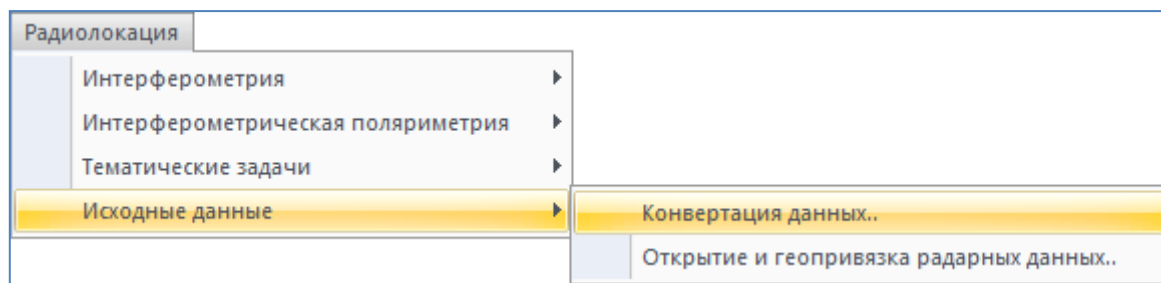 Радиолокация
Интерферометрия
Интерферометрическая поляриметрия
Тематические задачи
Исходные данные
Конвертация данных..
Открытие и геопривязка радарных данных..